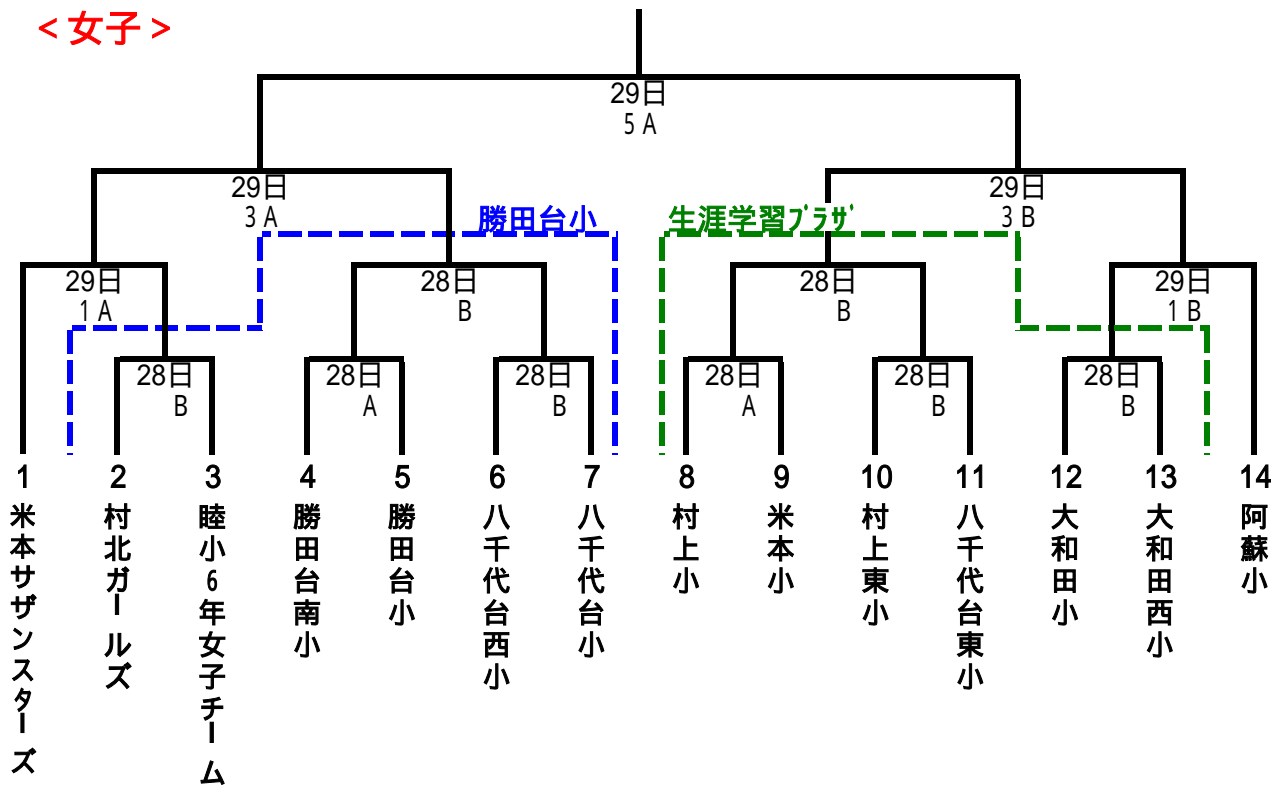 ＜女子＞
29日
5 A
29日
3 A
29日
3 B
勝田台小
生涯学習ﾌﾟﾗｻﾞ
29日
1 A
28日
B
28日
B
29日
1 B
28日
B
28日
A
28日
B
28日
A
28日
B
28日
B
1
2
3
4
5
6
7
8
9
10
11
12
13
14
米本サザンスターズ
村北ガールズ
睦小6年女子チーム
勝田台南小
勝田台小
八千代台西小
八千代台小
村上小
米本小
村上東小
八千代台東小
大和田小
大和田西小
阿蘇小